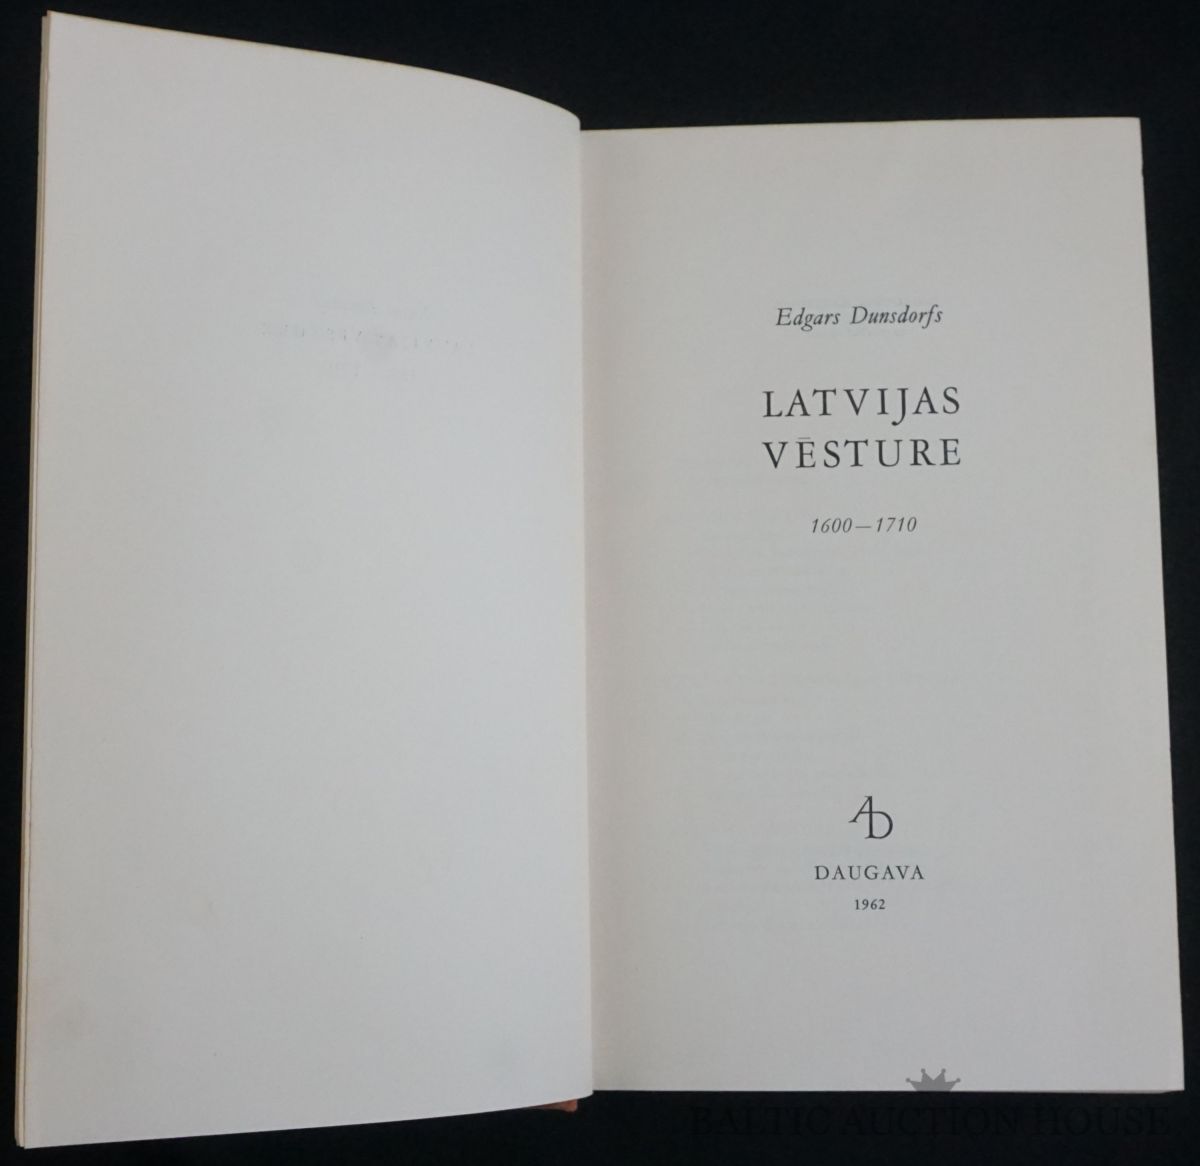 Edgars Dunsdorfs
LATVIJAS
VĒSTURE
1600—1710
AD
DAUGAVA
1962
BALTIC AUCTION HOUSE